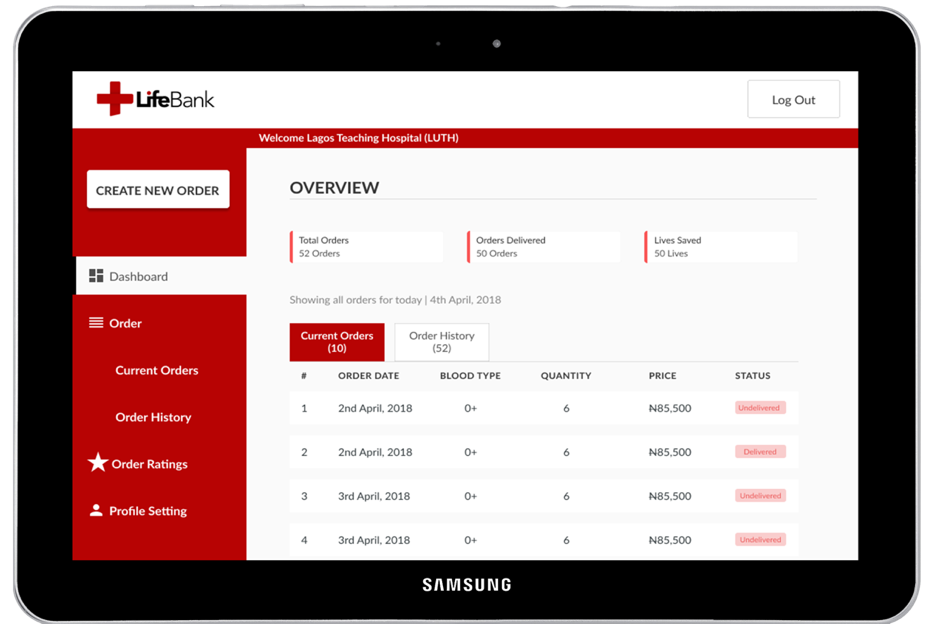 LifeBank
Log Out
Welcome Lagos Teaching Hospital (LUTH)
CREATE NEW ORDER
Dashboard
Order
Current Orders
Order History
Order Ratings
Profile Setting
OVERVIEW
Total Orders
52 Orders
Orders Delivered
50 Orders
Lives Saved
50 Lives
Showing all orders for today | 4th April, 2018
Current Orders
(10)
Order History
(52)
# ORDER DATE BLOOD TYPE QUANTITY PRICE STATUS
1 2nd April, 2018 0+ 6 ₦85,500 Undelivered
2 2nd April, 2018 0+ 6 ₦85,500 Delivered
3 3rd April, 2018 0+ 6 ₦85,500 Undelivered
4 3rd April, 2018 0+ 6 ₦85,500 Undelivered
SAMSUNG